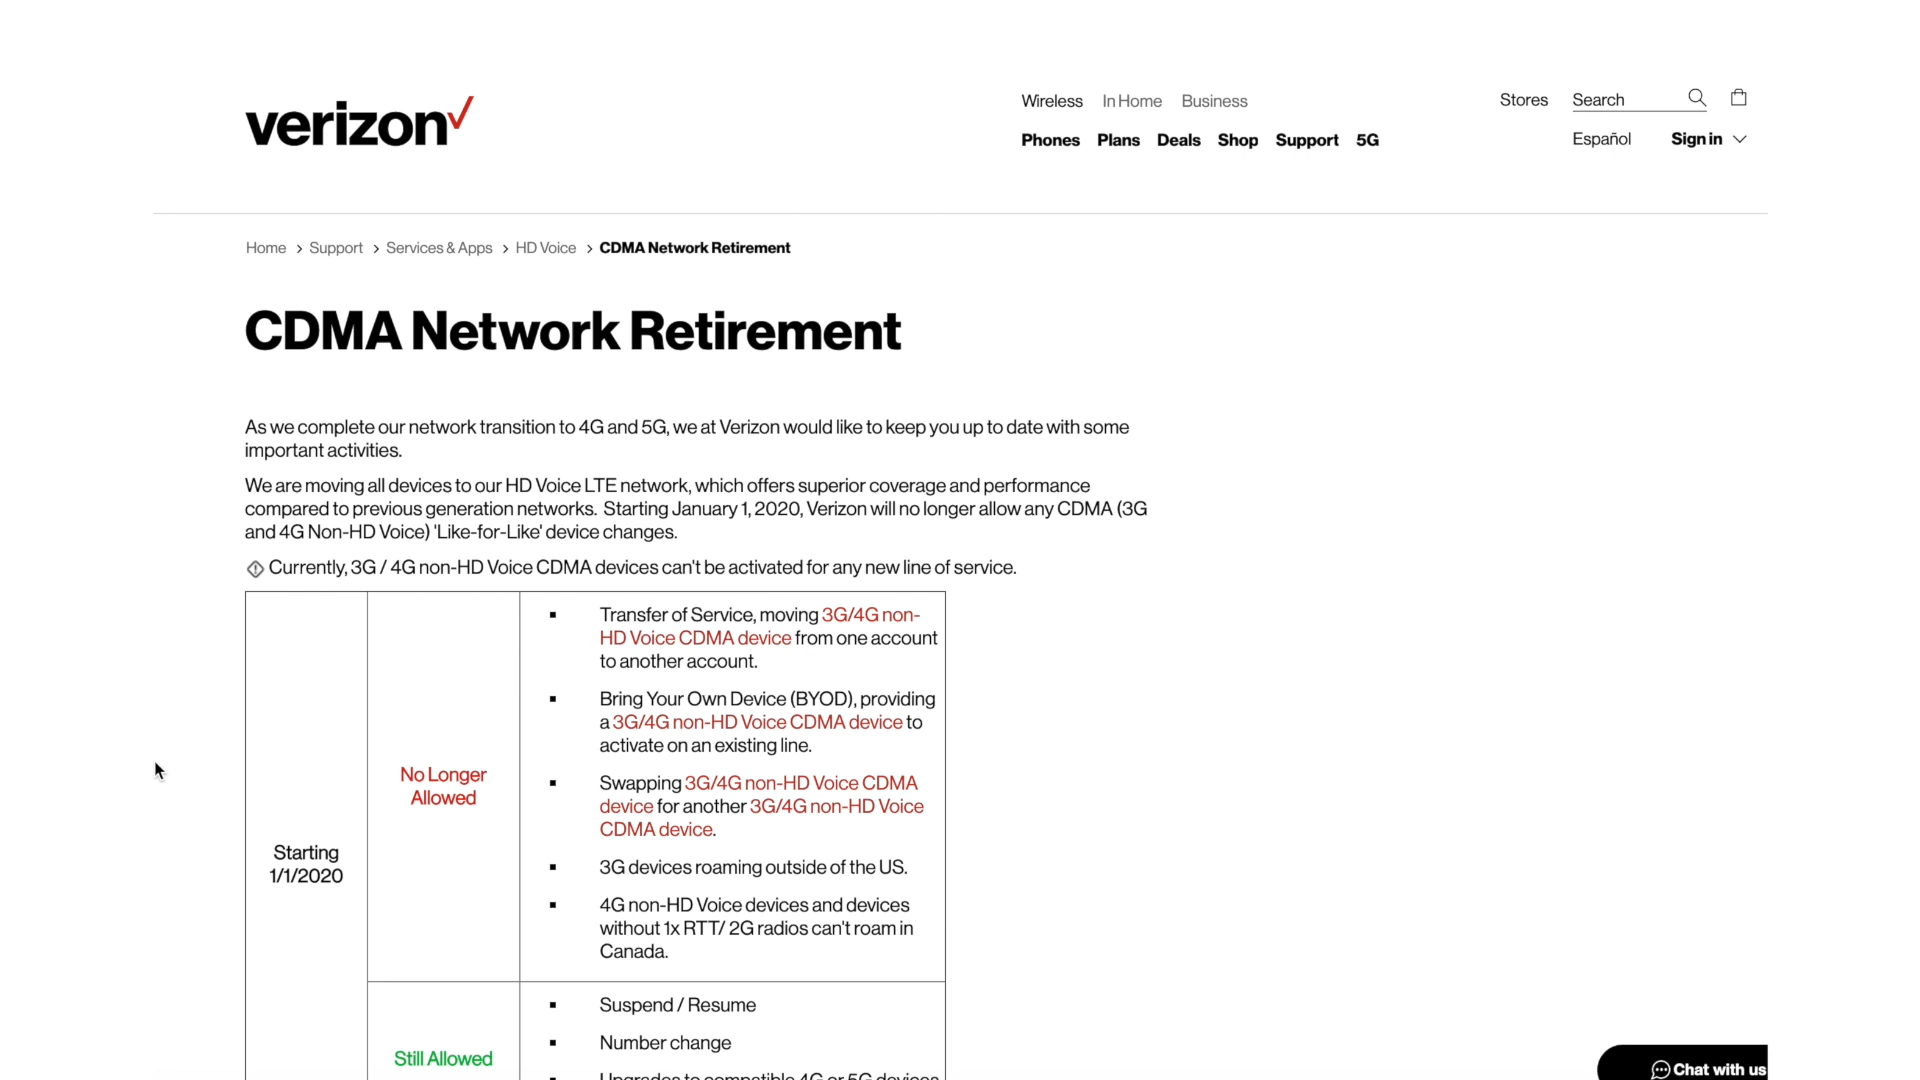 verizon
Wireless In Home Business
Stores Search
Phones Plans Deals Shop Support 5G
Español Sign in
Home > Support > Services & Apps > HD Voice > CDMA Network Retirement
CDMA Network Retirement
As we complete our network transition to 4G and 5G, we at Verizon would like to keep you up to date with some
important activities.
We are moving all devices to our HD Voice LTE network, which offers superior coverage and performance
compared to previous generation networks. Starting January 1, 2020, Verizon will no longer allow any CDMA (3G
and 4G Non-HD Voice) 'Like-for-Like' device changes.
Currently, 3G / 4G non-HD Voice CDMA devices can't be activated for any new line of service.
Starting
1/1/2020
No Longer
Allowed
▪ Transfer of Service, moving 3G/4G non-
HD Voice CDMA device from one account
to another account.
▪ Bring Your Own Device (BYOD), providing
a 3G/4G non-HD Voice CDMA device to
activate on an existing line.
▪ Swapping 3G/4G non-HD Voice CDMA
device for another 3G/4G non-HD Voice
CDMA device.
▪ 3G devices roaming outside of the US.
▪ 4G non-HD Voice devices and devices
without 1x RTT/ 2G radios can't roam in
Canada.
Still Allowed
▪ Suspend / Resume
▪ Number change
▪ Upgrades to compatible 4G or 5G devices
Chat with us